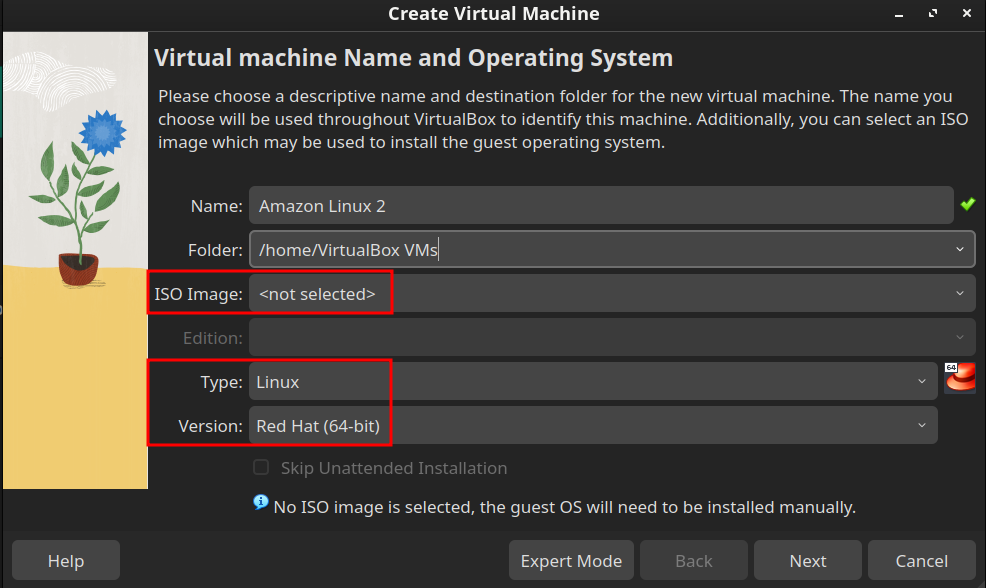 Create Virtual Machine
Virtual machine Name and Operating System
Please choose a descriptive name and destination folder for the new virtual machine. The name you
choose will be used throughout VirtualBox to identify this machine. Additionally, you can select an ISO
image which may be used to install the guest operating system.
Name: Amazon Linux 2
Folder: /home/VirtualBox VMs
ISO Image: <not selected>
Edition:
Type: Linux
64
Version: Red Hat (64-bit)
Skip Unattended Installation
No ISO image is selected, the guest OS will need to be installed manually.
Help Expert Mode Back Next Cancel